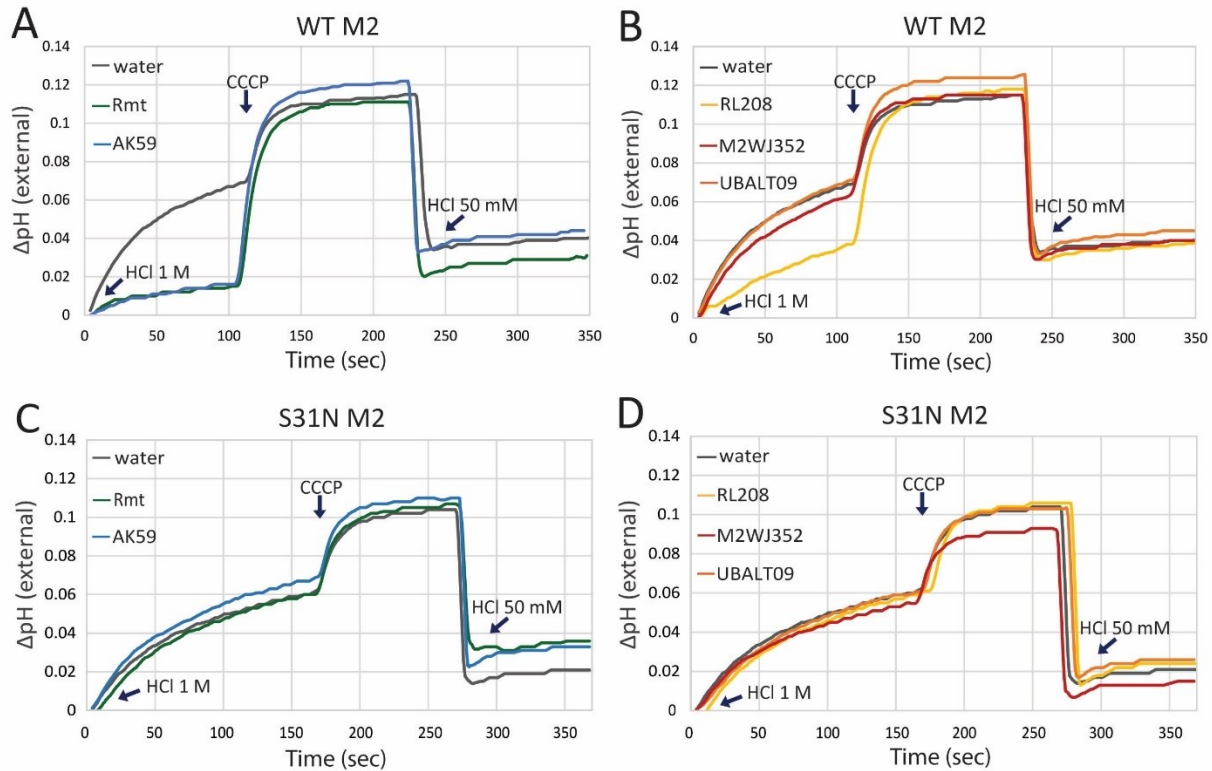 A
WT M2
0.14
0.12
0.1
0.08
0.06
0.04
0.02
0
ΔpH (external)
water
Rmt
AK59
CCCP
HCl 1 M
HCl 50 mM
0 50 100 150 200 250 300 350
Time (sec)
B
WT M2
0.14
0.12
0.1
0.08
0.06
0.04
0.02
0
ΔpH (external)
water
RL208
M2WJ352
UBALT09
CCCP
HCl 1 M
HCl 50 mM
0 50 100 150 200 250 300 350
Time (sec)
C
S31N M2
0.14
0.12
0.1
0.08
0.06
0.04
0.02
0
ΔpH (external)
water
Rmt
AK59
CCCP
HCl 1 M
HCl 50 mM
0 50 100 150 200 250 300 350
Time (sec)
D
S31N M2
0.14
0.12
0.1
0.08
0.06
0.04
0.02
0
ΔpH (external)
water
RL208
M2WJ352
UBALT09
CCCP
HCl 1 M
HCl 50 mM
0 50 100 150 200 250 300 350
Time (sec)